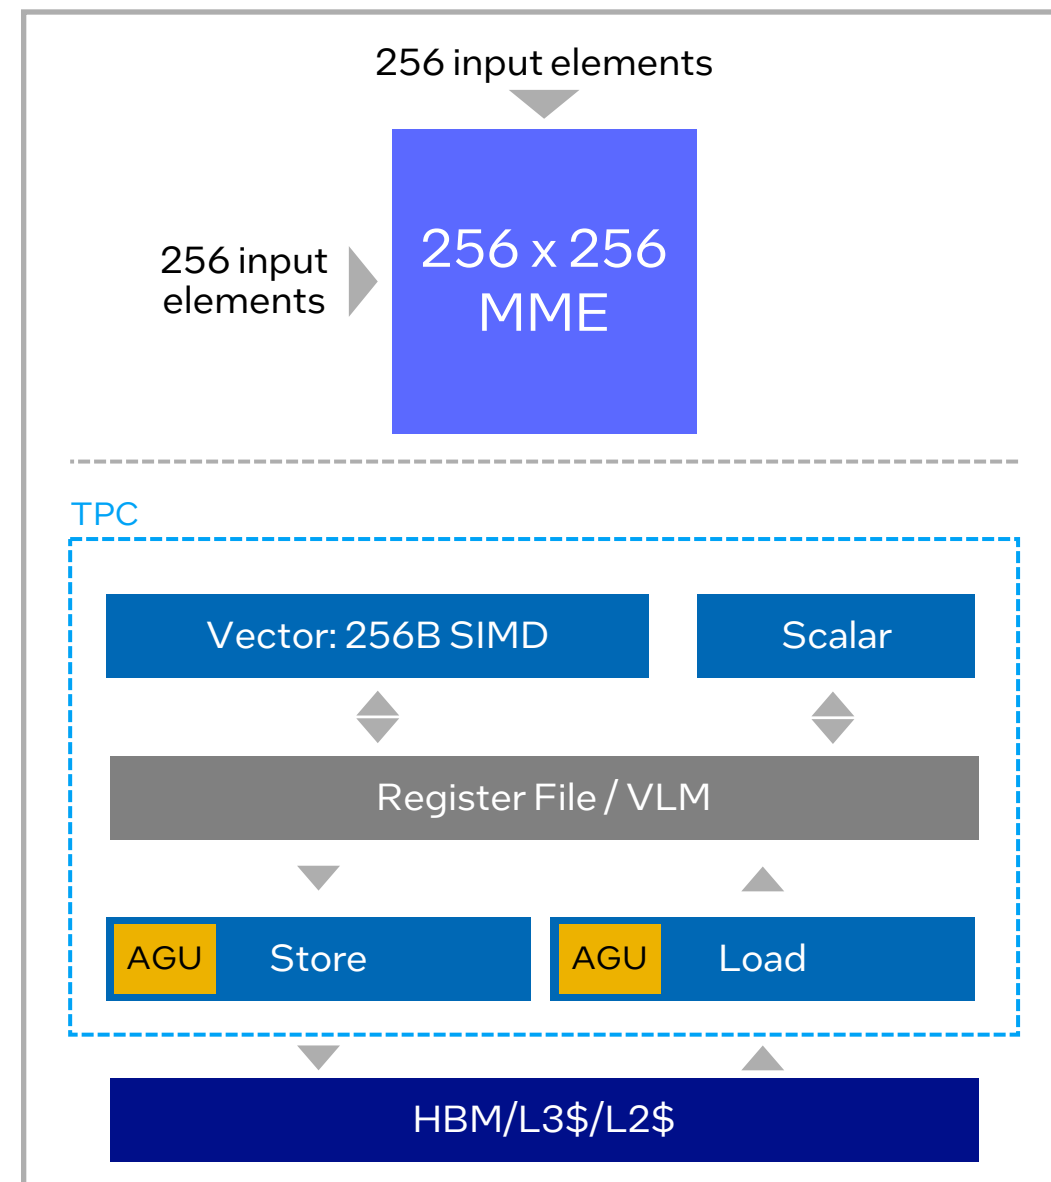 256 input elements
256 input
elements
256 x 256
MME
TPC
Vector: 256B SIMD
Scalar
Register File / VLM
AGU
Store
AGU
Load
HBM/L3$/L2$